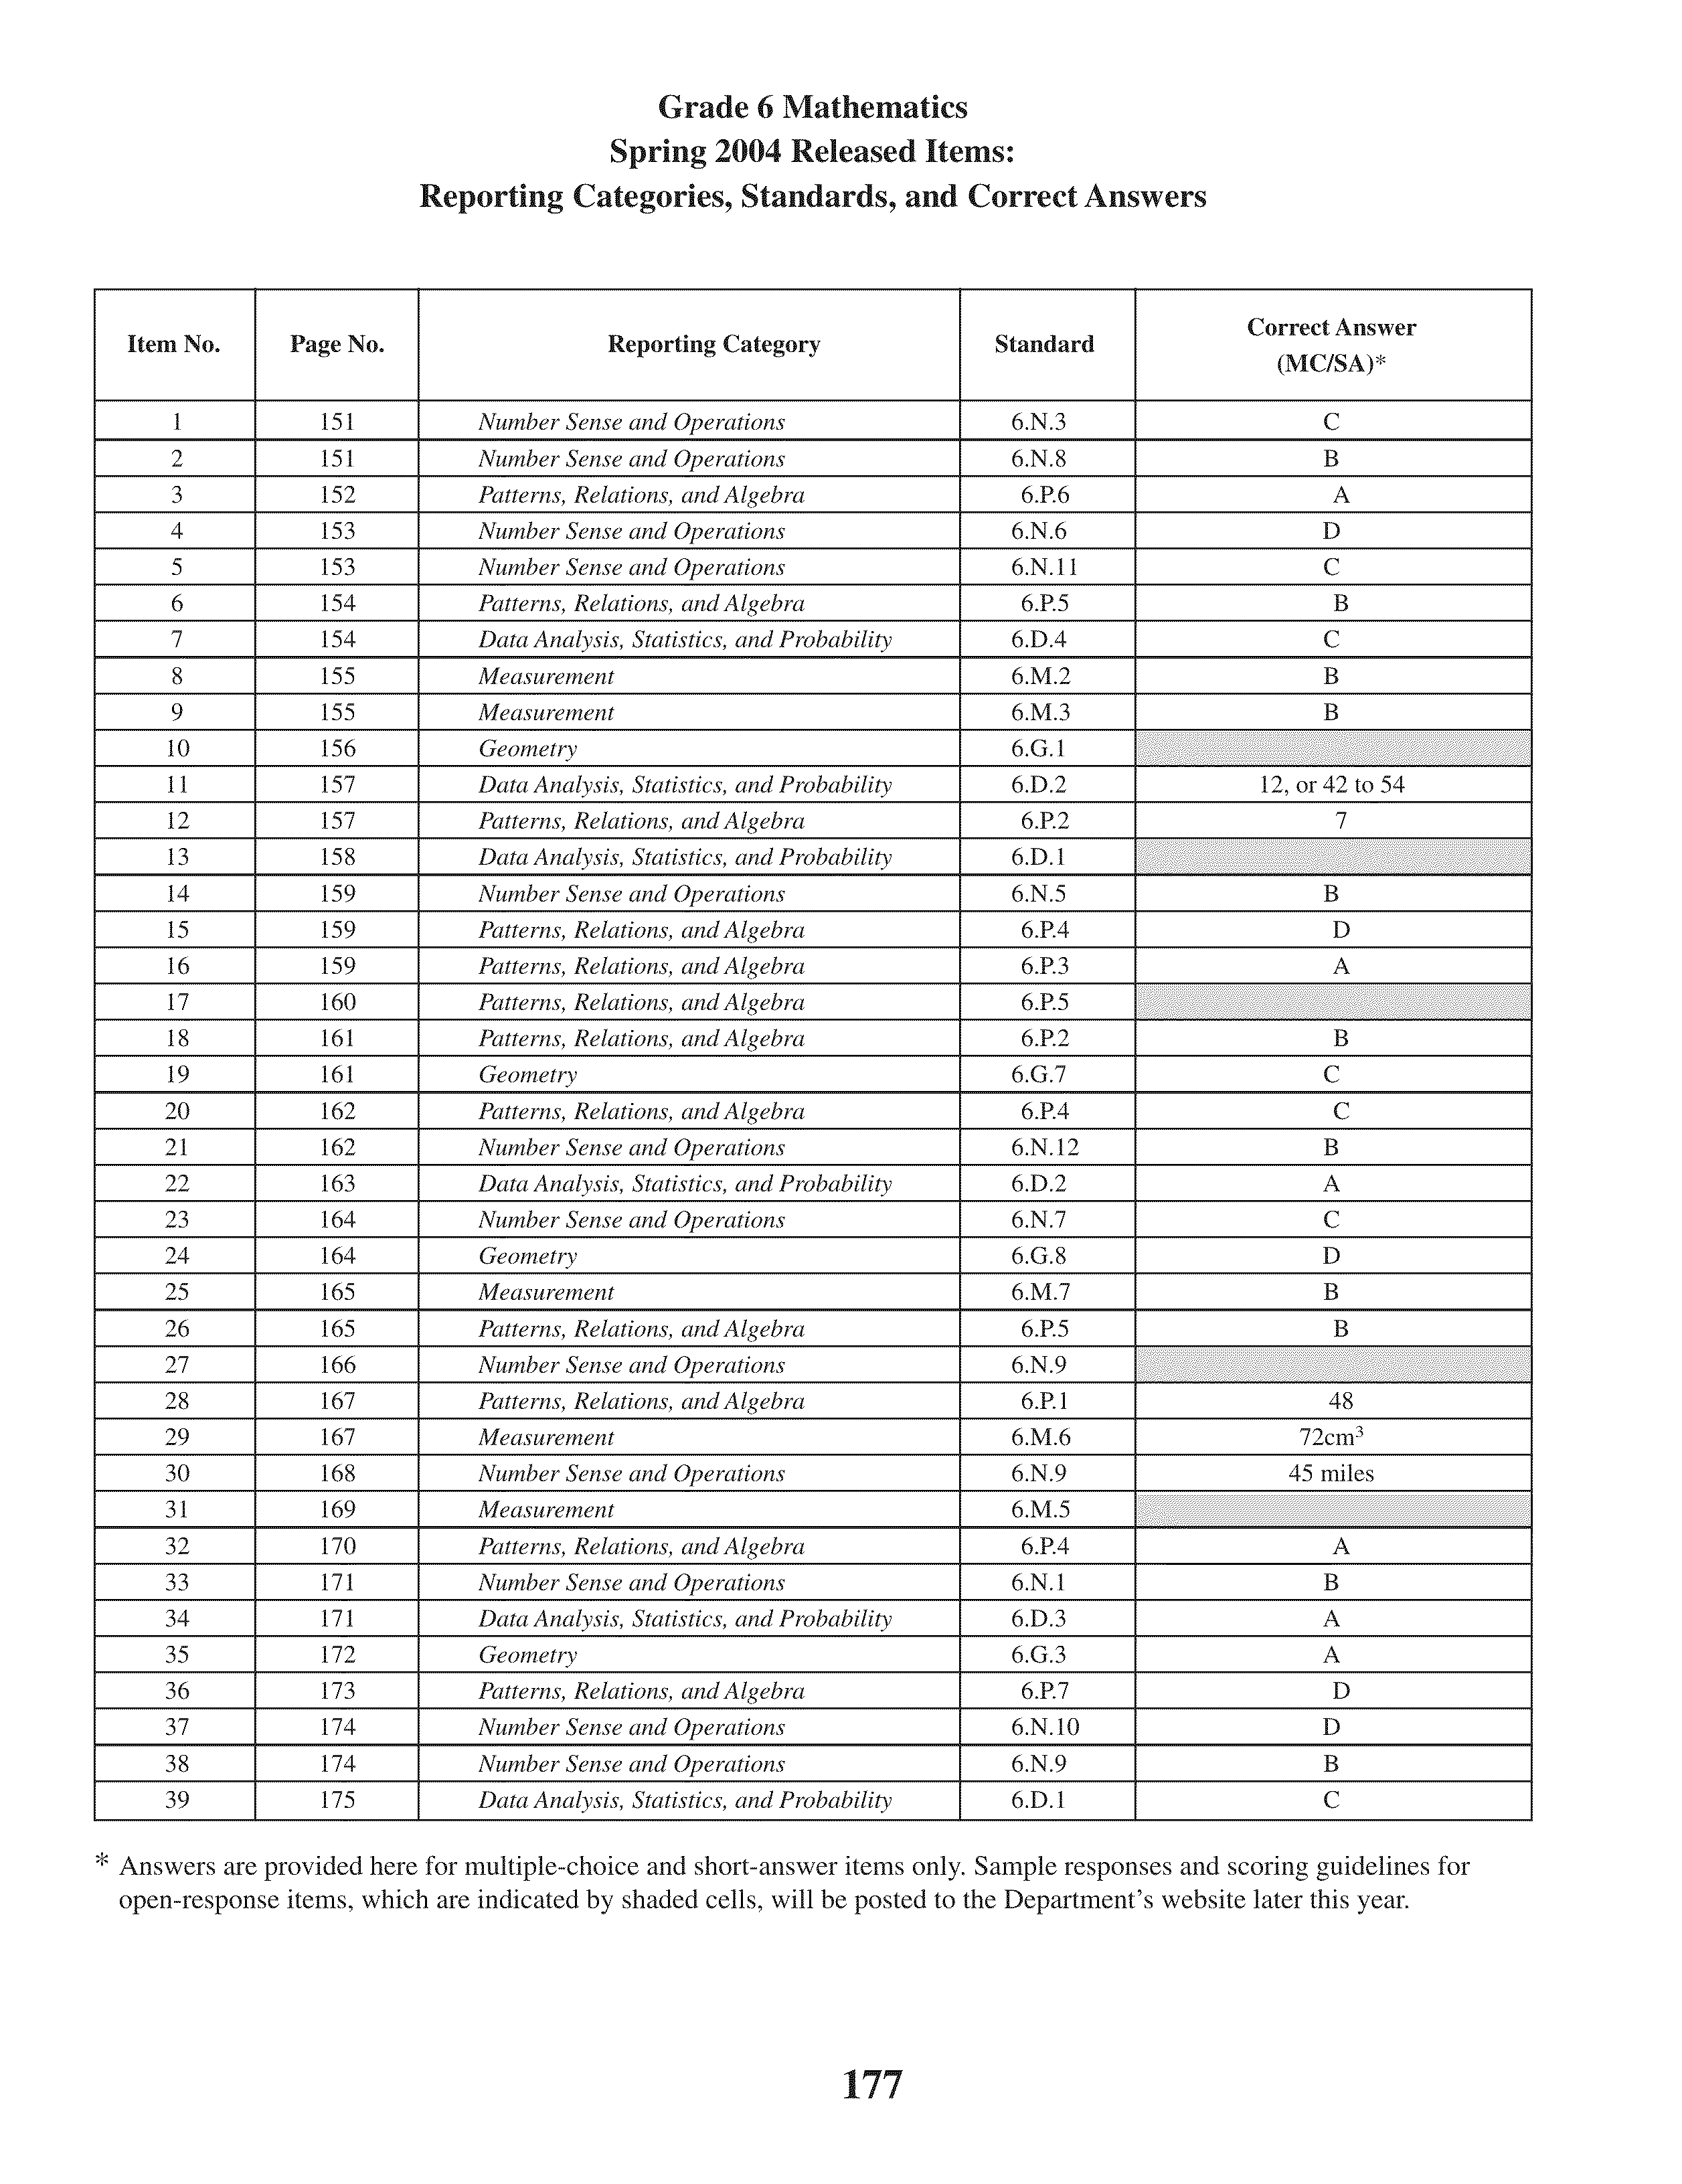 Grade 6 Mathematics
Spring 2004 Released Items:
Reporting Categories, Standards, and Correct Answers
Item No. Page No. Reporting Category Standard Correct Answer (MC/SA)*
1 151 Number Sense and Operations 6.N.3 C
2 151 Number Sense and Operations 6.N.8 B
3 152 Patterns, Relations, and Algebra 6.P.6 A
4 153 Number Sense and Operations 6.N.6 D
5 153 Number Sense and Operations 6.N.11 C
6 154 Patterns, Relations, and Algebra 6.P.5 B
7 154 Data Analysis, Statistics, and Probability 6.D.4 C
8 155 Measurement 6.M.2 B
9 155 Measurement 6.M.3 B
10 156 Geometry 6.G.1
11 157 Data Analysis, Statistics, and Probability 6.D.2 12, or 42 to 54
12 157 Patterns, Relations, and Algebra 6.P.2 7
13 158 Data Analysis, Statistics, and Probability 6.D.1
14 159 Number Sense and Operations 6.N.5 B
15 159 Patterns, Relations, and Algebra 6.P.4 D
16 159 Patterns, Relations, and Algebra 6.P.3 A
17 160 Patterns, Relations, and Algebra 6.P.5
18 161 Patterns, Relations, and Algebra 6.P.2 B
19 161 Geometry 6.G.7 C
20 162 Patterns, Relations, and Algebra 6.P.4 C
21 162 Number Sense and Operations 6.N.12 B
22 163 Data Analysis, Statistics, and Probability 6.D.2 A
23 164 Number Sense and Operations 6.N.7 C
24 164 Geometry 6.G.8 D
25 165 Measurement 6.M.7 B
26 165 Patterns, Relations, and Algebra 6.P.5 B
27 166 Number Sense and Operations 6.N.9
28 167 Patterns, Relations, and Algebra 6.P.1 48
29 167 Measurement 6.M.6 72cm³
30 168 Number Sense and Operations 6.N.9 45 miles
31 169 Measurement 6.M.5
32 170 Patterns, Relations, and Algebra 6.P.4 A
33 171 Number Sense and Operations 6.N.1 B
34 171 Data Analysis, Statistics, and Probability 6.D.3 A
35 172 Geometry 6.G.3 A
36 173 Patterns, Relations, and Algebra 6.P.7 D
37 174 Number Sense and Operations 6.N.10 D
38 174 Number Sense and Operations 6.N.9 B
39 175 Data Analysis, Statistics, and Probability 6.D.1 C
* Answers are provided here for multiple-choice and short-answer items only. Sample responses and scoring guidelines for
open-response items, which are indicated by shaded cells, will be posted to the Department's website later this year.
177